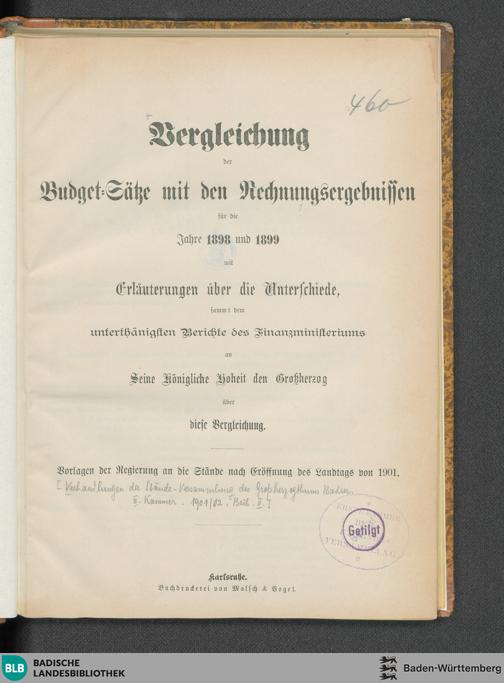 460
Vergleichung
der
Budget-Sätze mit den Rechnungsergebnissen
für die
Jahre 1898 und 1899
mit
Erläuterungen über die Unterschiede,
sammt dem
unterthänigsten Berichte des Finanzministeriums
an
Seine Königliche Hoheit den Großherzog
über
diese Vergleichung.
Vorlagen der Regierung an die Stände nach Eröffnung des Landtags von 1901.
[Verhandlungen der Stände-Versammlung des Großherzogthums Baden.
II. Kammer. 1901/02. Beil. II.]
Getilgt
Karlsruhe.
Buchdruckerei von Malsch & Vogel.
BLB BADISCHE
LANDESBIBLIOTHEK
Baden-Württemberg